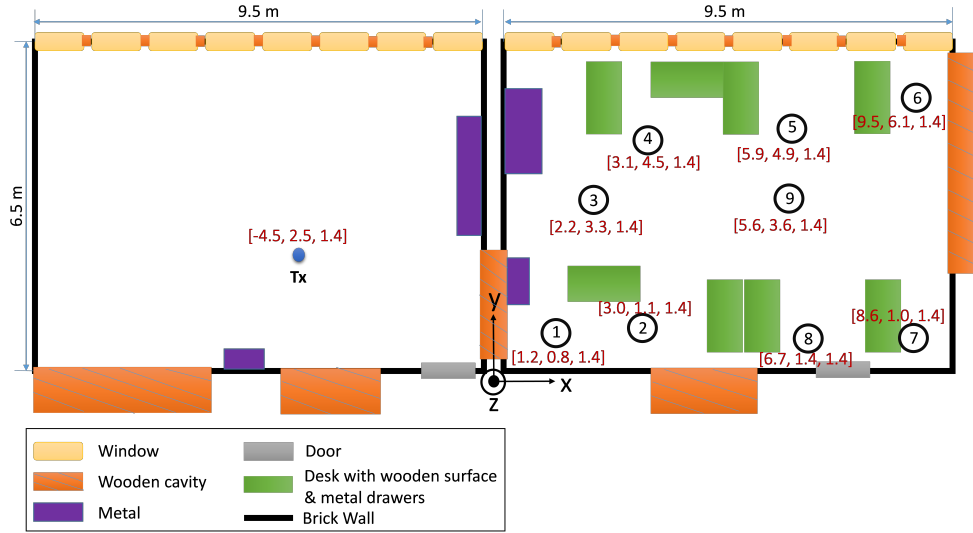 9.5 m
9.5 m
6.5 m
6
[9.5, 6.1, 1.4]
5
[5.9, 4.9, 1.4]
4
[3.1, 4.5, 1.4]
3
[2.2, 3.3, 1.4]
9
[5.6, 3.6, 1.4]
[-4.5, 2.5, 1.4]
Tx
y
[3.0, 1.1, 1.4]
2
[8.6, 1.0, 1.4]
7
1
[1.2, 0.8, 1.4]
8
[6.7, 1.4, 1.4]
x
z
Window
Wooden cavity
Metal
Door
Desk with wooden surface
& metal drawers
Brick Wall